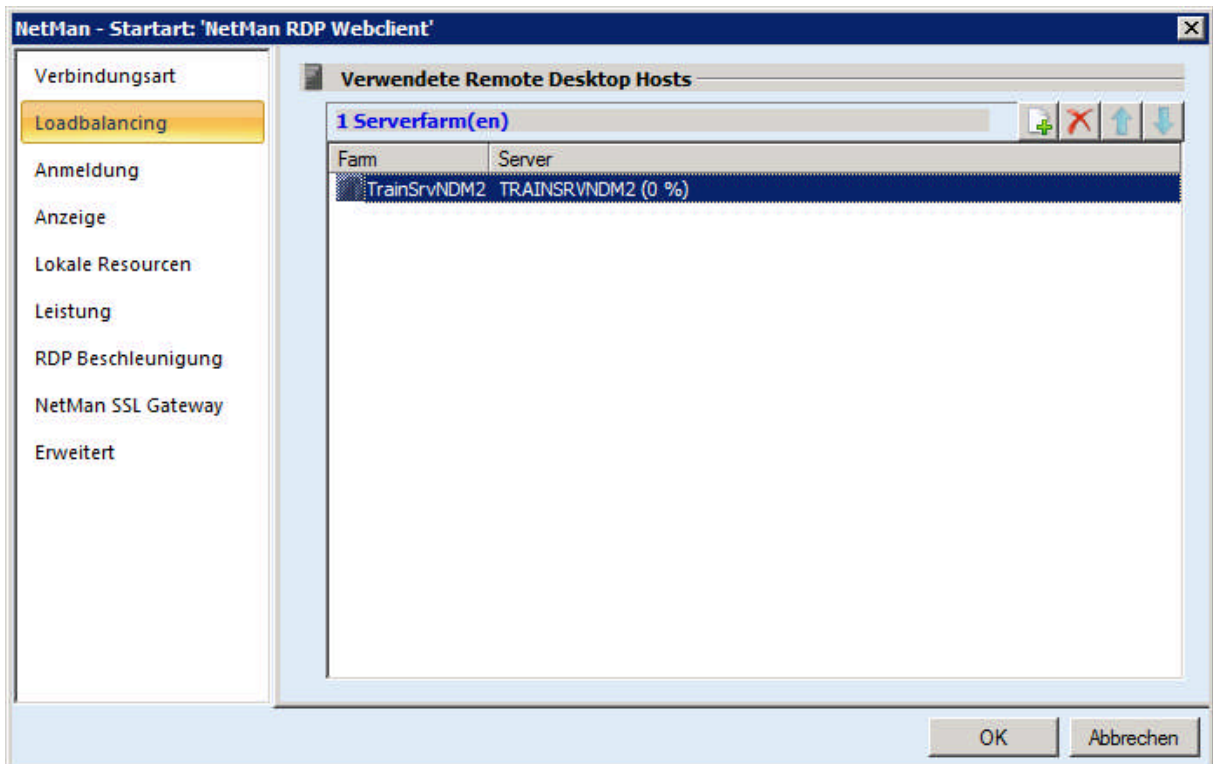 NetMan - Startart: 'NetMan RDP Webclient'
Verbindungsart
Loadbalancing
Anmeldung
Anzeige
Lokale Resourcen
Leistung
RDP Beschleunigung
NetMan SSL Gateway
Erweitert
Verwendete Remote Desktop Hosts
1 Serverfarm(en)
Farm Server
TrainSrvNDM2 TRAINSRVNDM2 (0 %)
OK Abbrechen